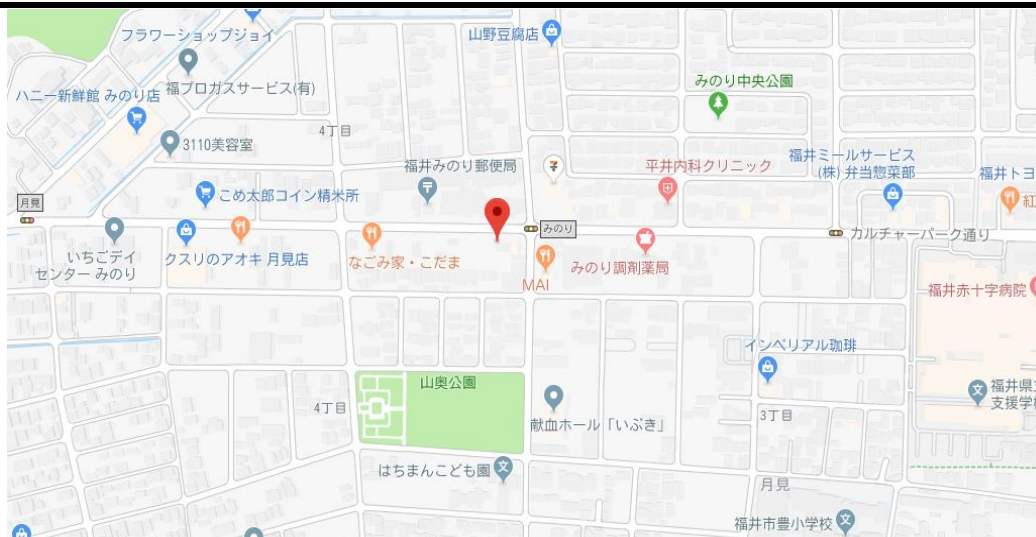 フラワーショップジョイ
山野豆腐店
福プロガスサービス(有)
みのり中央公園
ハニー新鮮館 みのり店
4丁目
3110美容室
福井みのり郵便局
平井内科クリニック
福井ミールサービス
(株) 弁当惣菜部
福井トヨ
紅
こめ太郎コイン精米所
月見
みのり
カルチャーパーク通り
いちごデイ
センター みのり
クスリのアオキ 月見店
なごみ家・こだま
MAI
みのり調剤薬局
福井赤十字病院
インペリアル珈琲
山奥公園
4丁目
献血ホール「いぶき」
3丁目
福井県立
支援学校
はちまんこども園
月見
福井市豊小学校